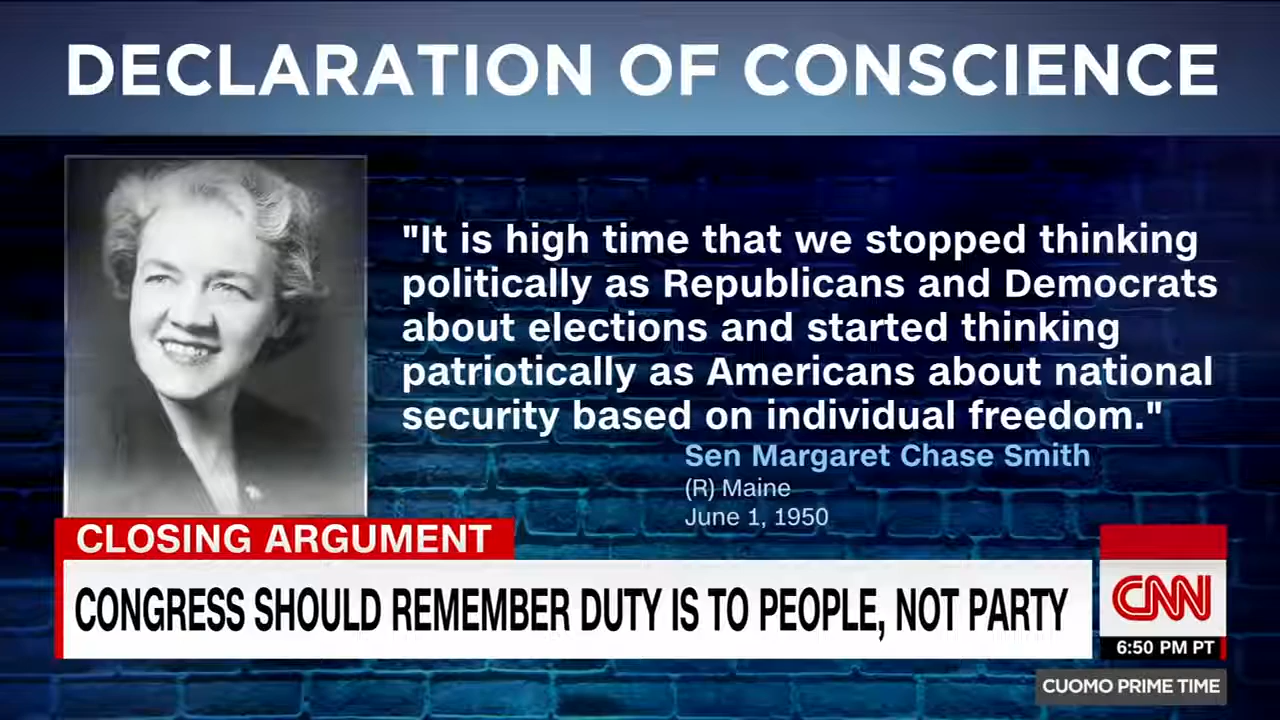 DECLARATION OF CONSCIENCE
"It is high time that we stopped thinking
politically as Republicans and Democrats
about elections and started thinking
patriotically as Americans about national
security based on individual freedom."
Sen Margaret Chase Smith
(R) Maine
June 1, 1950
CLOSING ARGUMENT
CONGRESS SHOULD REMEMBER DUTY IS TO PEOPLE, NOT PARTY
CNN
6:50 PM PT
CUOMO PRIME TIME